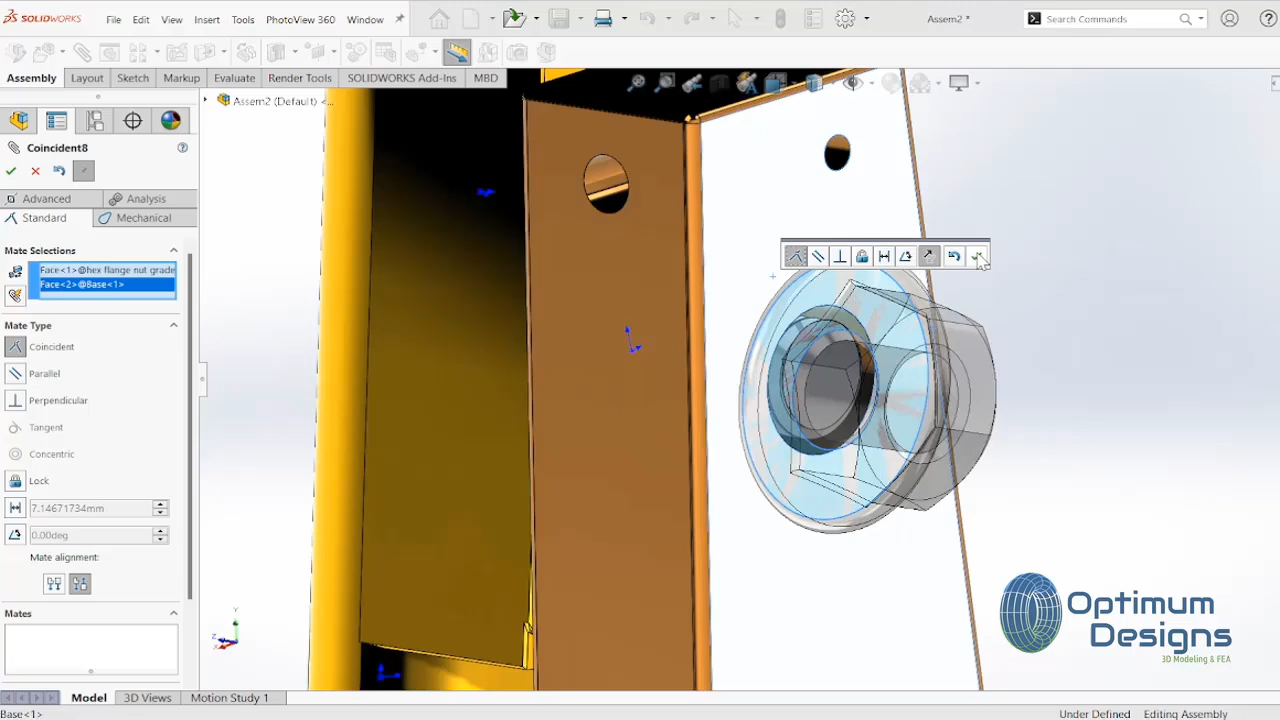 SOLIDWORKS
File Edit View Insert Tools PhotoView 360 Window
Assem2 *
Search Commands
Assembly Layout Sketch Markup Evaluate Render Tools SOLIDWORKS Add-Ins MBD
Assem2 (Default) <...
Coincident8
Advanced Analysis
Standard Mechanical
Mate Selections
Face<1>@hex flange nut grade
Face<2>@Base<1>
Mate Type
Coincident
Parallel
Perpendicular
Tangent
Concentric
Lock
7.14671734mm
0.00deg
Mate alignment:
Mates
Optimum
Designs
3D Modeling & FEA
Model 3D Views Motion Study 1
Base<1>
Under Defined Editing Assembly